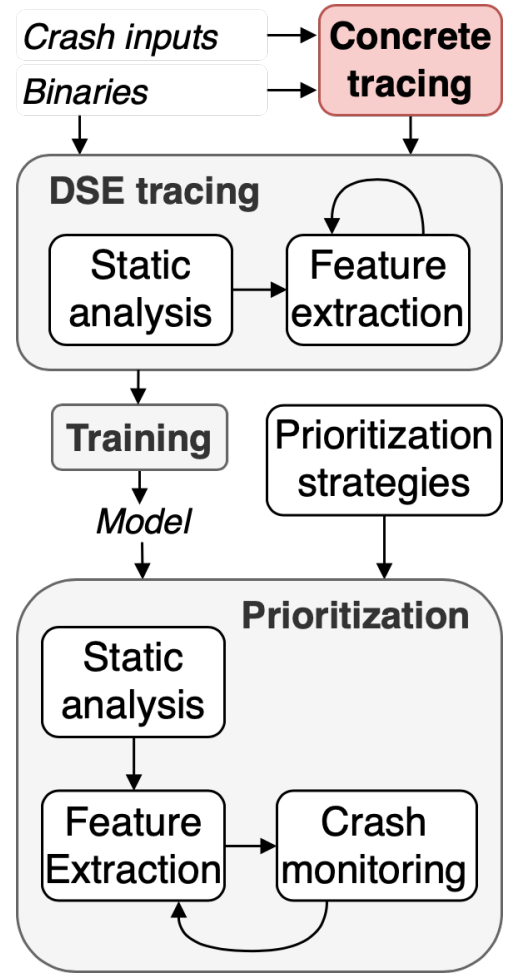 Crash inputs
Concrete
tracing
Binaries
DSE tracing
Static
analysis
Feature
extraction
Training
Prioritization
strategies
Model
Prioritization
Static
analysis
Feature
Extraction
Crash
monitoring